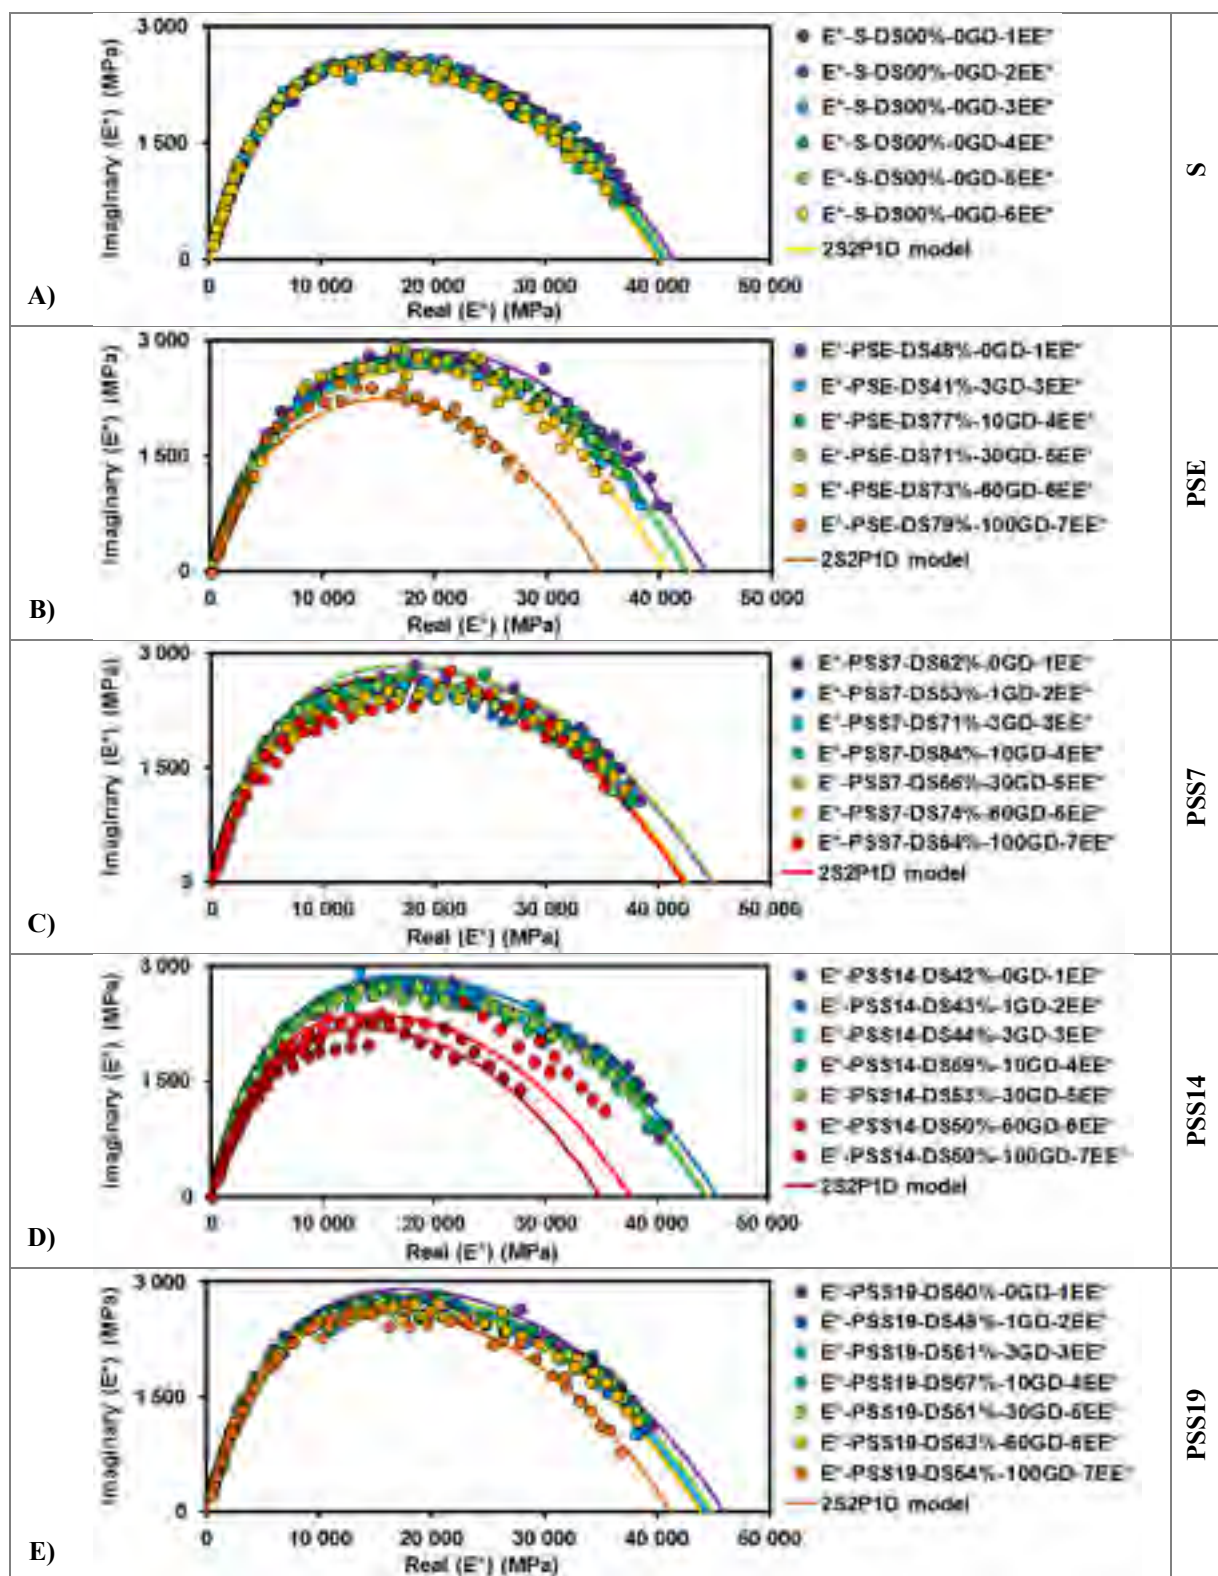 3 000
1 500
0
Imaginary (E*) (MPa)
0 10 000 20 000 30 000 40 000 50 000
Real (E*) (MPa)
E*-S-DS00%-0GD-1EE*
E*-S-DS00%-0GD-2EE*
E*-S-DS00%-0GD-3EE*
E*-S-DS00%-0GD-4EE*
E*-S-DS00%-0GD-5EE*
E*-S-DS00%-0GD-6EE*
2S2P1D model
S
A)
3 000
1 500
0
Imaginary (E*) (MPa)
0 10 000 20 000 30 000 40 000 50 000
Real (E*) (MPa)
E*-PSE-DS48%-0GD-1EE*
E*-PSE-DS41%-3GD-3EE*
E*-PSE-DS77%-10GD-4EE*
E*-PSE-DS71%-30GD-5EE*
E*-PSE-DS73%-60GD-6EE*
E*-PSE-DS79%-100GD-7EE*
2S2P1D model
PSE
B)
3 000
1 500
0
Imaginary (E*) (MPa)
0 10 000 20 000 30 000 40 000 50 000
Real (E*) (MPa)
E*-PSS7-DS62%-0GD-1EE*
E*-PSS7-DS53%-1GD-2EE*
E*-PSS7-DS71%-3GD-3EE*
E*-PSS7-DS84%-10GD-4EE*
E*-PSS7-DS66%-30GD-5EE*
E*-PSS7-DS74%-60GD-6EE*
E*-PSS7-DS64%-100GD-7EE*
2S2P1D model
PSS7
C)
3 000
1 500
0
Imaginary (E*) (MPa)
0 10 000 20 000 30 000 40 000 50 000
Real (E*) (MPa)
E*-PSS14-DS42%-0GD-1EE*
E*-PSS14-DS43%-1GD-2EE*
E*-PSS14-DS44%-3GD-3EE*
E*-PSS14-DS59%-10GD-4EE*
E*-PSS14-DS53%-30GD-5EE*
E*-PSS14-DS50%-60GD-6EE*
E*-PSS14-DS50%-100GD-7EE*
2S2P1D model
PSS14
D)
3 000
1 500
0
Imaginary (E*) (MPa)
0 10 000 20 000 30 000 40 000 50 000
Real (E*) (MPa)
E*-PSS19-DS60%-0GD-1EE*
E*-PSS19-DS48%-1GD-2EE*
E*-PSS19-DS61%-3GD-3EE*
E*-PSS19-DS67%-10GD-4EE*
E*-PSS19-DS51%-30GD-5EE*
E*-PSS19-DS63%-60GD-6EE*
E*-PSS19-DS54%-100GD-7EE*
2S2P1D model
PSS19
E)